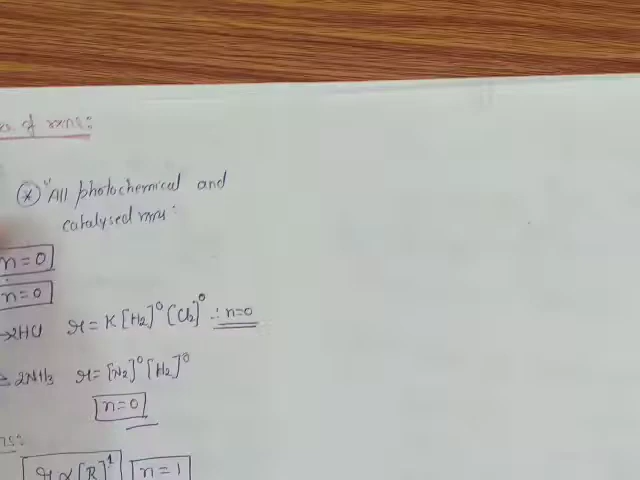 of rxns:
"All photochemical and
catalysed rxns"
n=0
n=0
→2HCl r = K[H₂]⁰[Cl₂]⁰ ∴ n=0
2NH₃ r = [N₂]⁰[H₂]⁰
n=0
ns:
r ∝ [R]¹ n=1